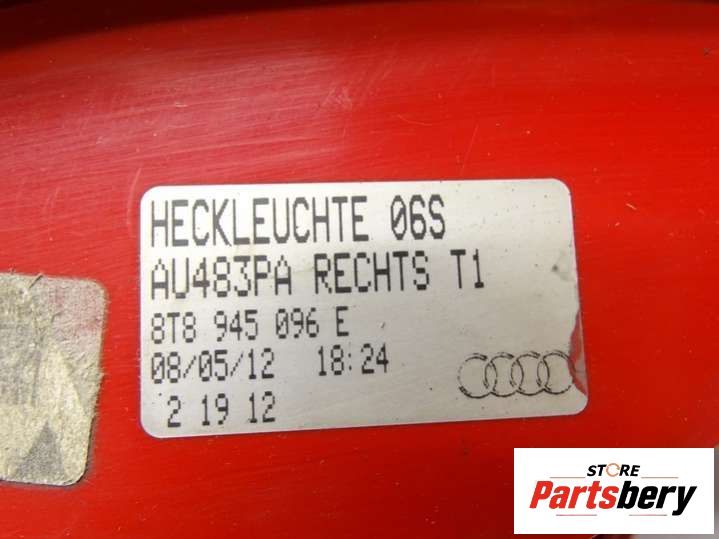 HECKLEUCHTE 06S
AU483PA RECHTS T1
8T8 945 096 E
08/05/12 18:24
2 19 12
STORE
Partsbery